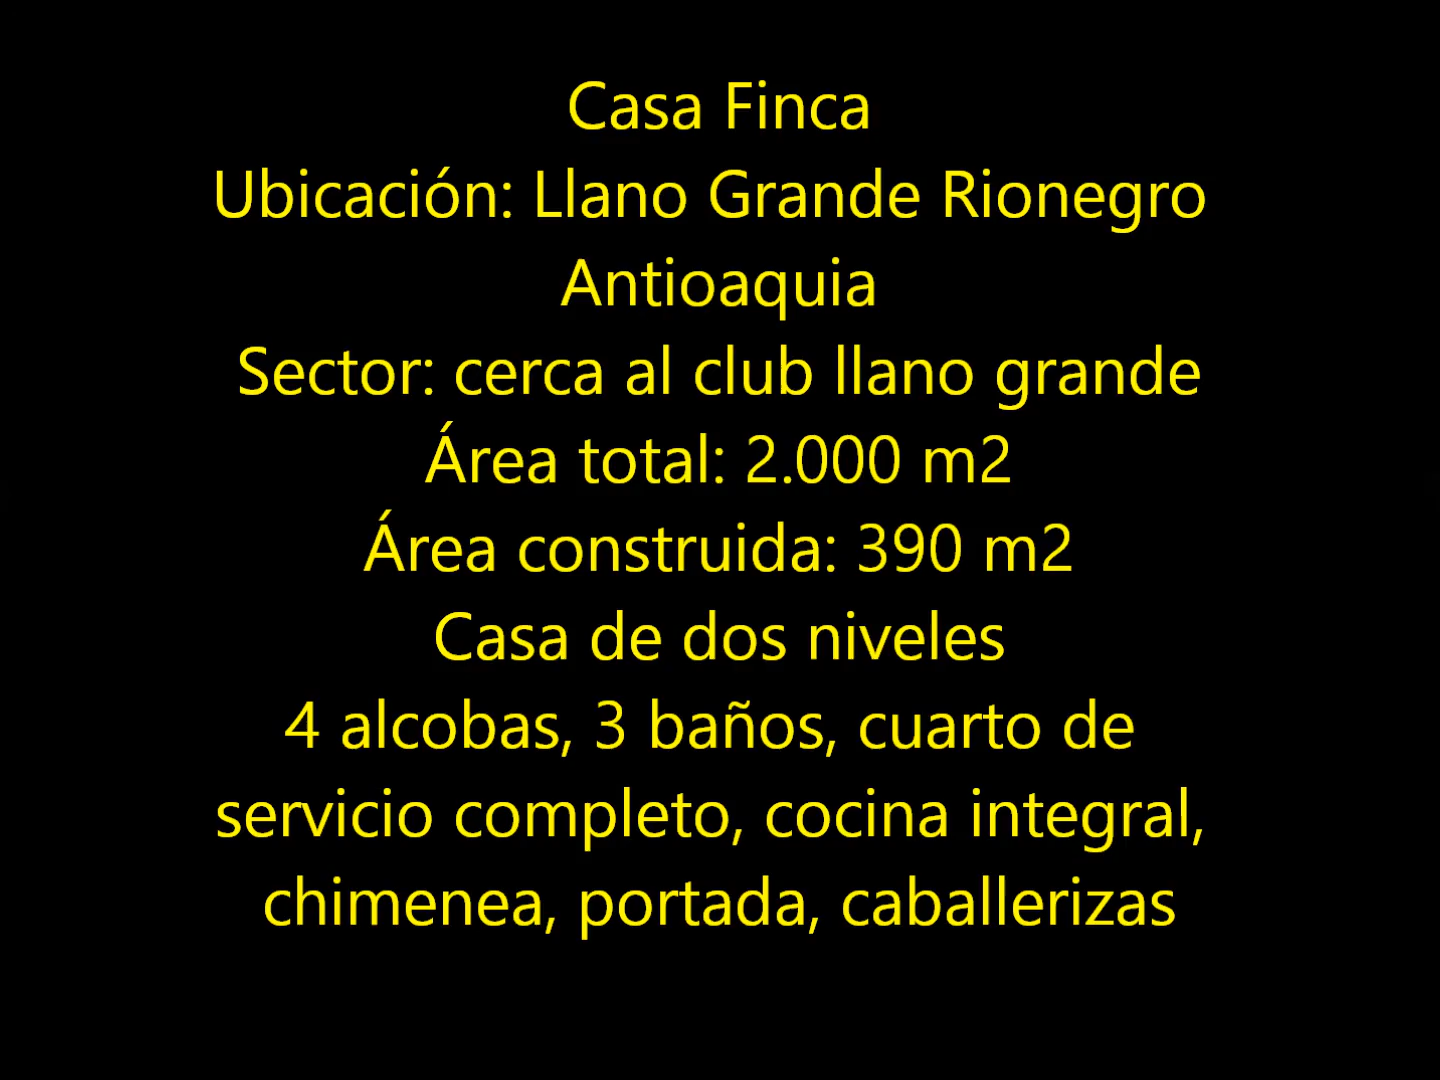 Casa Finca
Ubicación: Llano Grande Rionegro
Antioaquia
Sector: cerca al club llano grande
Área total: 2.000 m2
Área construida: 390 m2
Casa de dos niveles
4 alcobas, 3 baños, cuarto de
servicio completo, cocina integral,
chimenea, portada, caballerizas